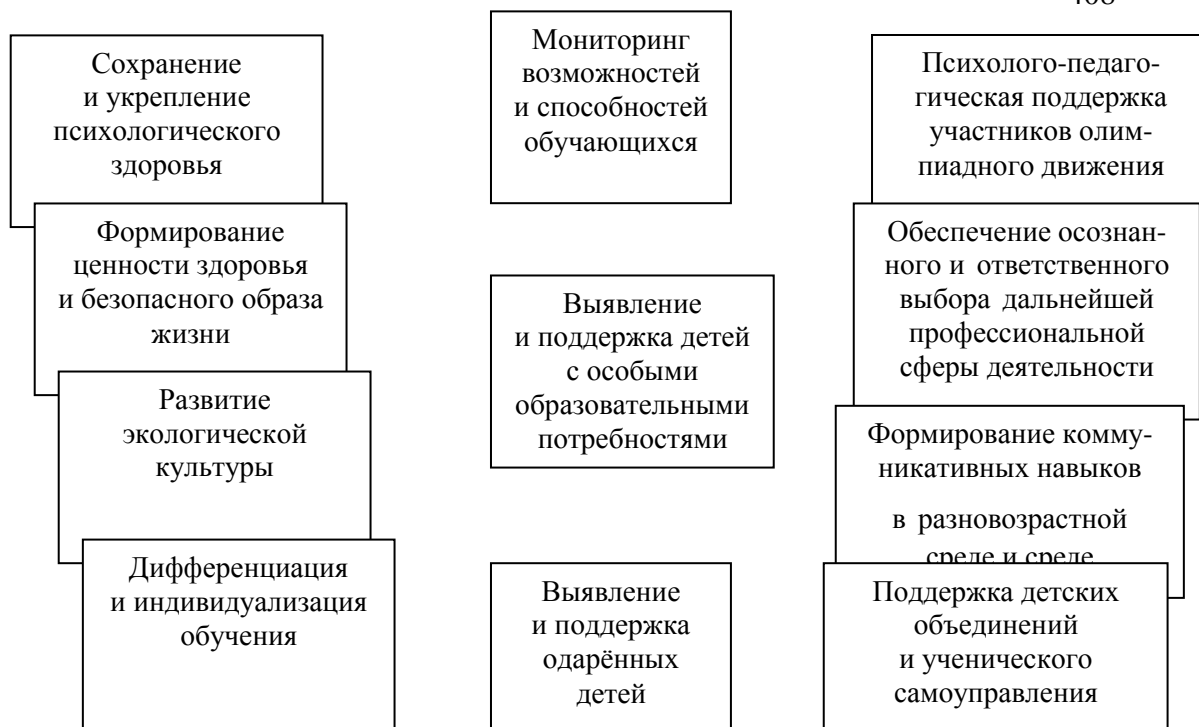 Сохранение
и укрепление
психологического
здоровья
Формирование
ценности здоровья
и безопасного образа
жизни
Развитие
экологической
культуры
Дифференциация
и индивидуализация
обучения
Мониторинг
возможностей
и способностей
обучающихся
Выявление
и поддержка детей
с особыми
образовательными
потребностями
Выявление
и поддержка
одарённых
детей
Психолого-педаго-
гическая поддержка
участников олим-
пиадного движения
Обеспечение осознан-
ного и ответственного
выбора дальнейшей
профессиональной
сферы деятельности
Формирование комму-
никативных навыков
в разновозрастной
среде и среде
Поддержка детских
объединений
и ученического
самоуправления